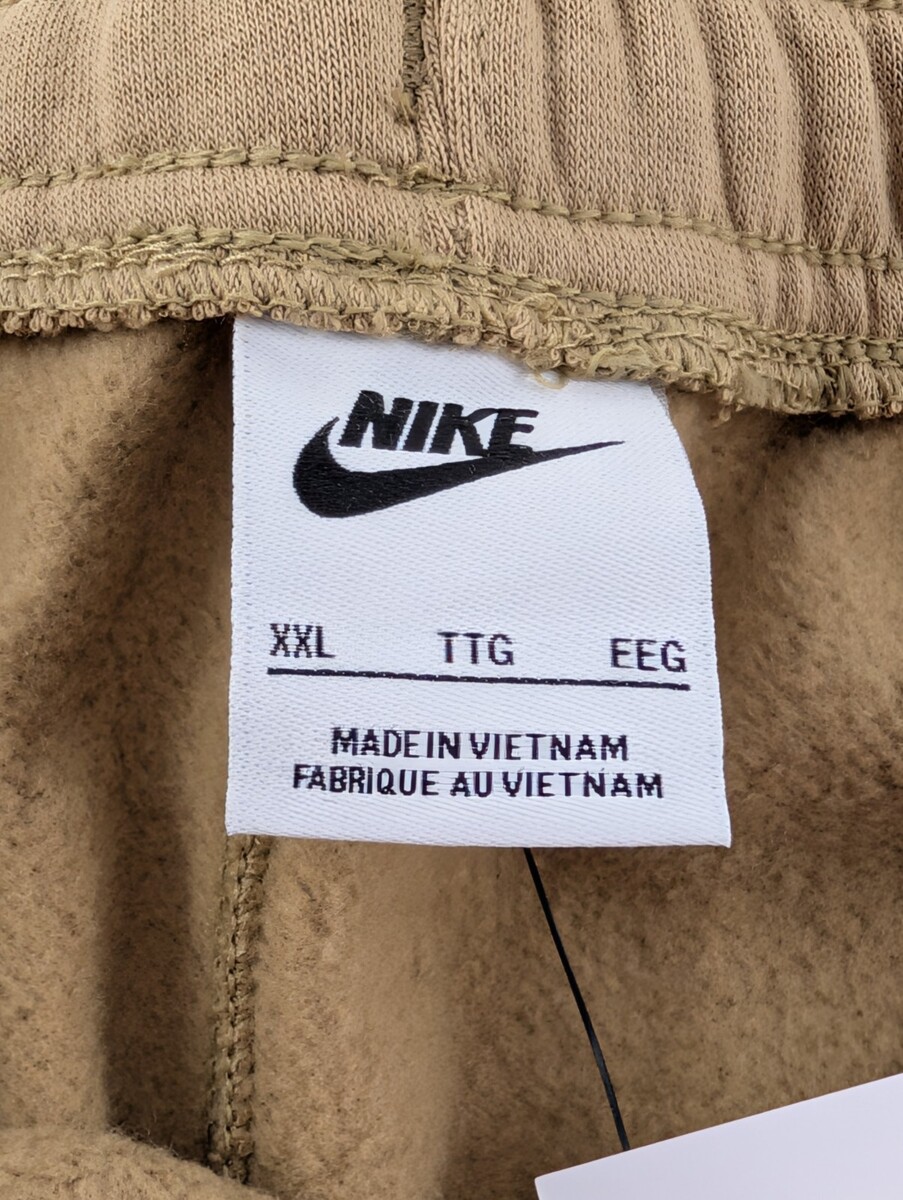 NIKE
XXL TTG EEG
MADE IN VIETNAM
FABRIQUE AU VIETNAM